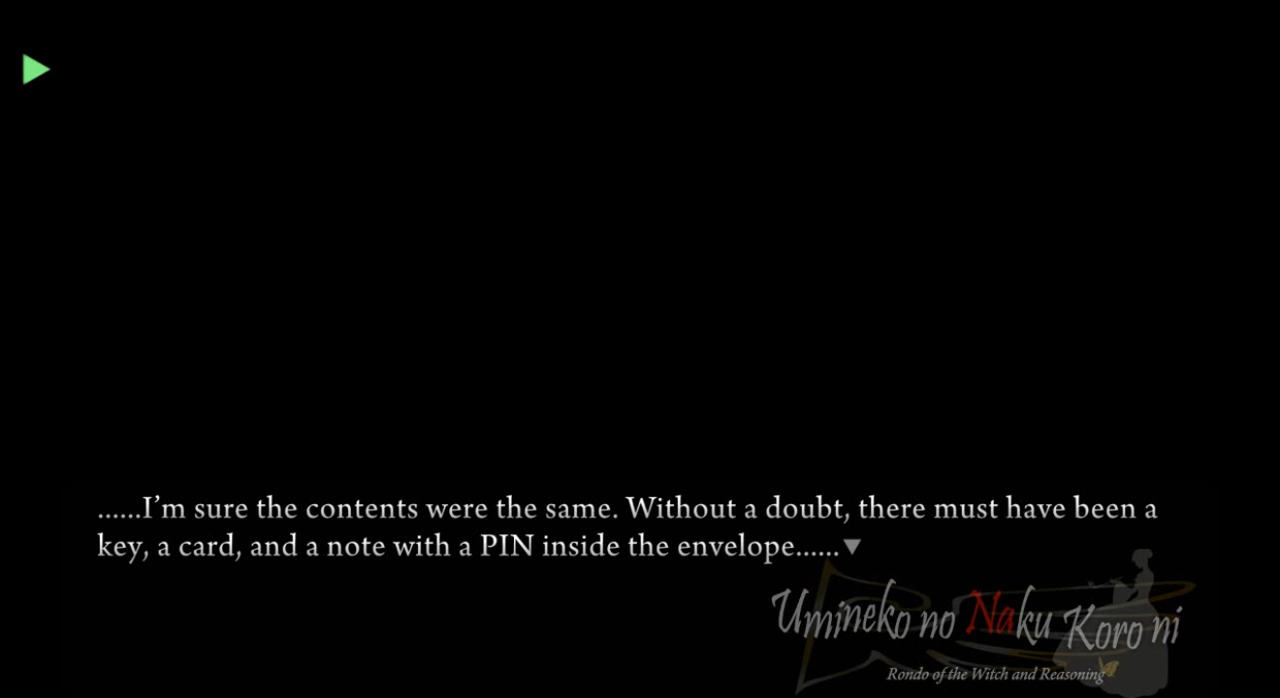 ......I'm sure the contents were the same. Without a doubt, there must have been a
key, a card, and a note with a PIN inside the envelope......
Umineko no Naku Koro ni
Rondo of the Witch and Reasoning